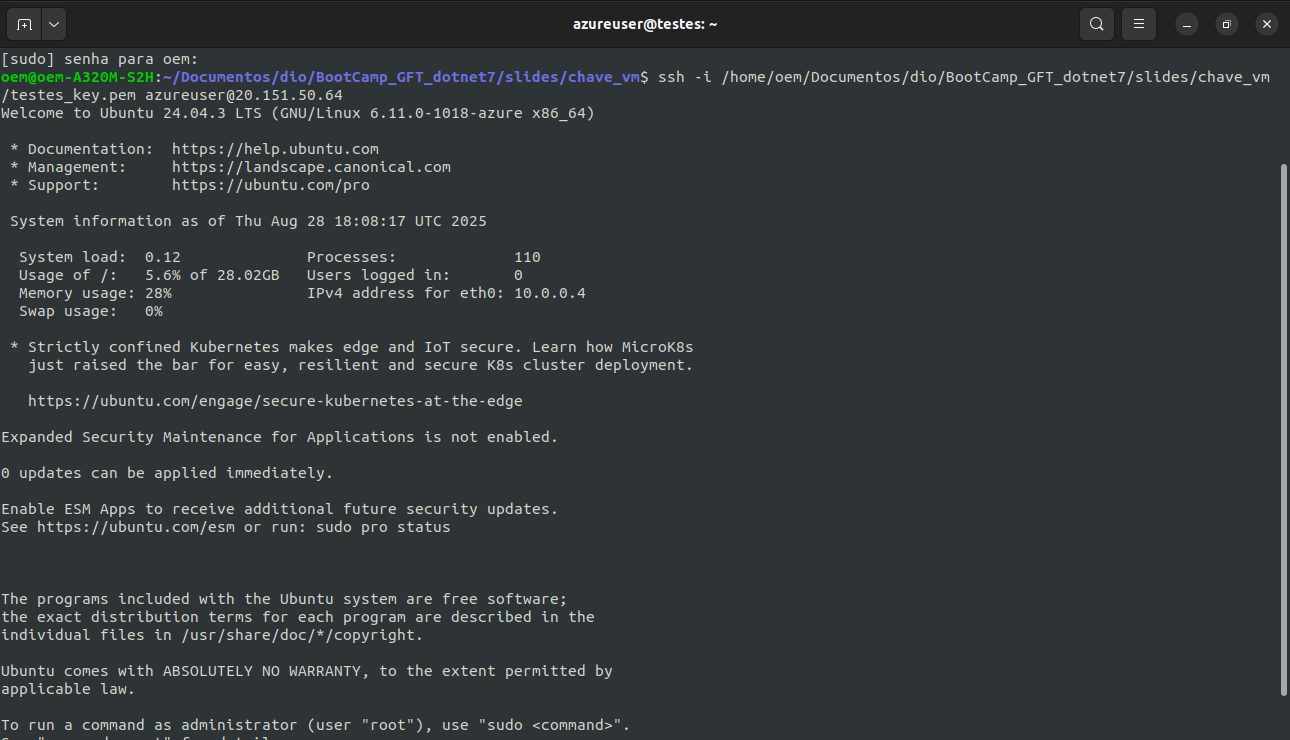 azureuser@testes: ~
[sudo] senha para oem:
oem@oem-A320M-S2H:~/Documentos/dio/BootCamp_GFT_dotnet7/slides/chave_vm$ ssh -i /home/oem/Documentos/dio/BootCamp_GFT_dotnet7/slides/chave_vm
/testes_key.pem azureuser@20.151.50.64
Welcome to Ubuntu 24.04.3 LTS (GNU/Linux 6.11.0-1018-azure x86_64)
* Documentation:  https://help.ubuntu.com
* Management:     https://landscape.canonical.com
* Support:        https://ubuntu.com/pro
System information as of Thu Aug 28 18:08:17 UTC 2025
System load:  0.12              Processes:             110
Usage of /:   5.6% of 28.02GB   Users logged in:       0
Memory usage: 28%               IPv4 address for eth0: 10.0.0.4
Swap usage:   0%
* Strictly confined Kubernetes makes edge and IoT secure. Learn how MicroK8s
just raised the bar for easy, resilient and secure K8s cluster deployment.
https://ubuntu.com/engage/secure-kubernetes-at-the-edge
Expanded Security Maintenance for Applications is not enabled.
0 updates can be applied immediately.
Enable ESM Apps to receive additional future security updates.
See https://ubuntu.com/esm or run: sudo pro status
The programs included with the Ubuntu system are free software;
the exact distribution terms for each program are described in the
individual files in /usr/share/doc/*/copyright.
Ubuntu comes with ABSOLUTELY NO WARRANTY, to the extent permitted by
applicable law.
To run a command as administrator (user "root"), use "sudo <command>".